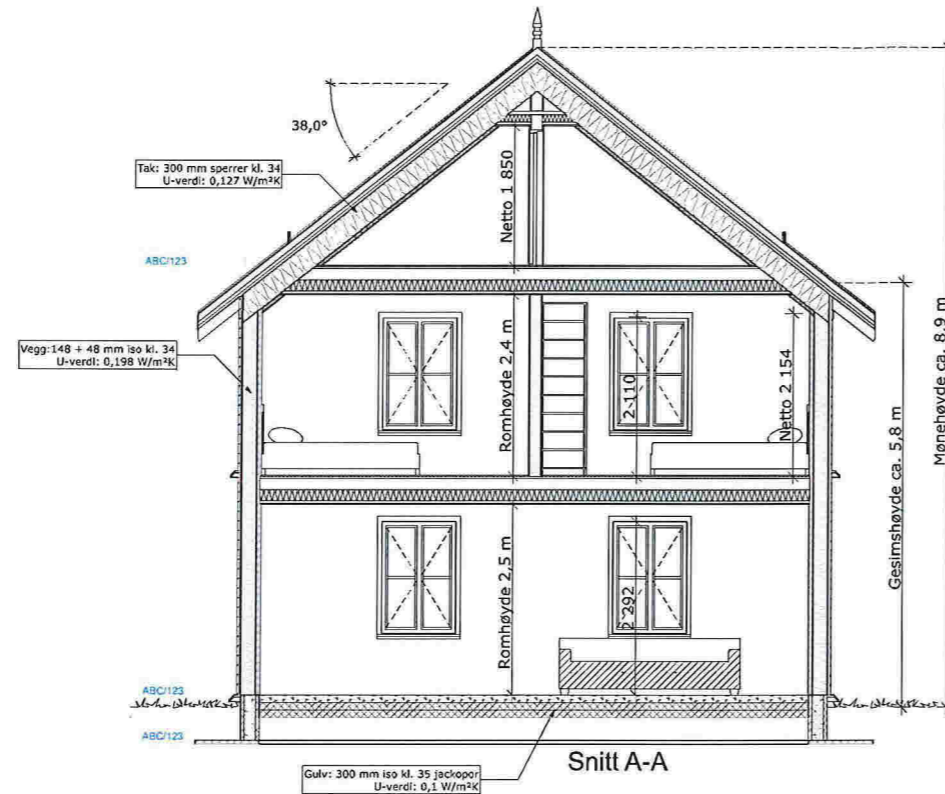 38,0°
Tak: 300 mm sperrer kl. 34
U-verdi: 0,127 W/m²K
Netto 1 850
ABC/123
Vegg:148 + 48 mm iso kl. 34
U-verdi: 0,198 W/m²K
Romhøyde 2,4 m
2 110
Netto 2 154
Gesimshøyde ca. 5,8 m
Mønehøyde ca. 8,9 m
Romhøyde 2,5 m
2 292
ABC/123
ABC/123
Snitt A-A
Gulv: 300 mm iso kl. 35 jackopor
U-verdi: 0,1 W/m²K